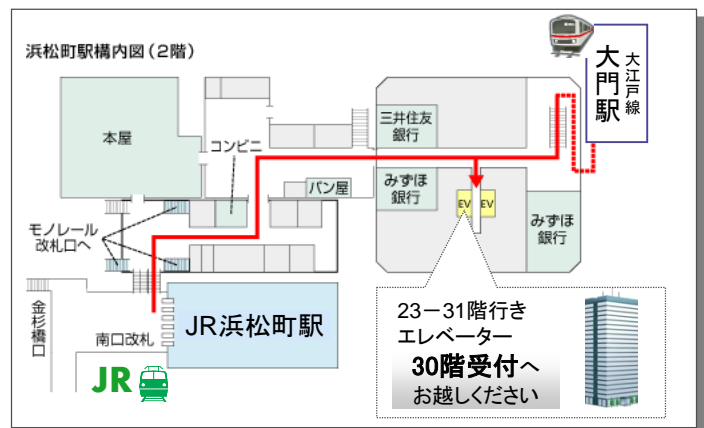 浜松町駅構内図（2階）
大江戸線
大門駅
三井住友
銀行
本屋
コンビニ
パン屋
みずほ
銀行
EV
EV
みずほ
銀行
モノレール
改札口へ
金杉橋口
南口改札
JR浜松町駅
JR
23－31階行き
エレベーター
30階受付へ
お越しください